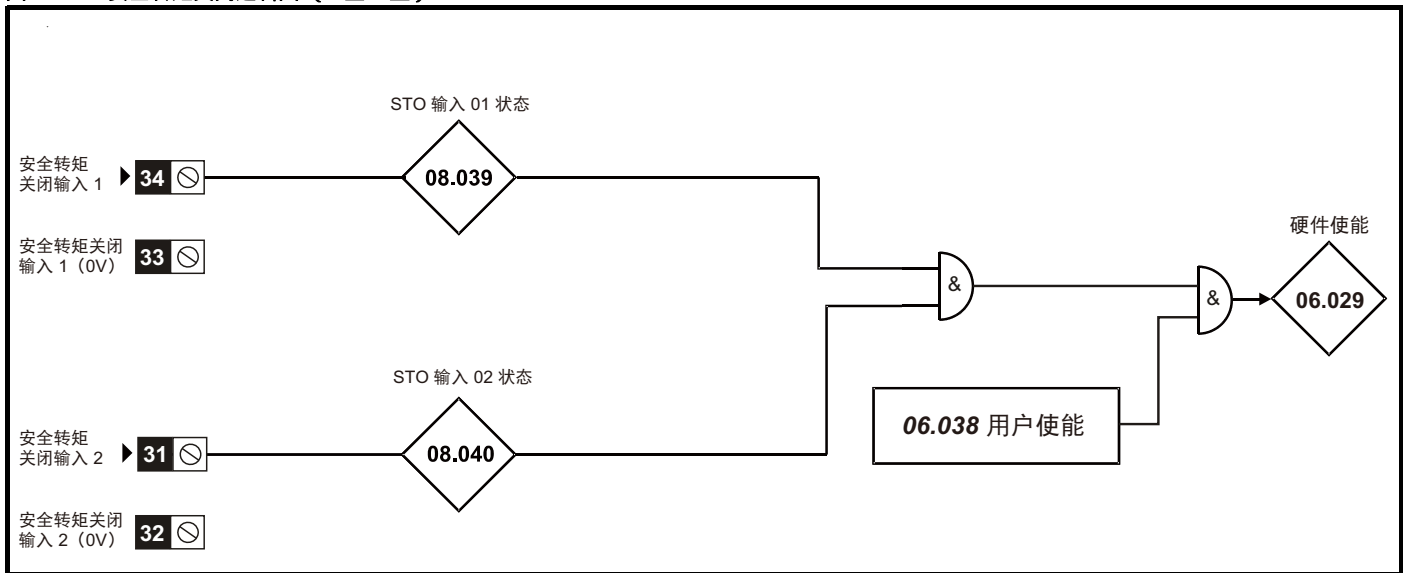 STO 输入 01 状态
安全转矩
关闭输入 1
34
08.039
安全转矩关闭
输入 1（0V）
33
&
&
硬件使能
06.029
STO 输入 02 状态
06.038 用户使能
安全转矩
关闭输入 2
31
08.040
安全转矩关闭
输入 2（0V）
32